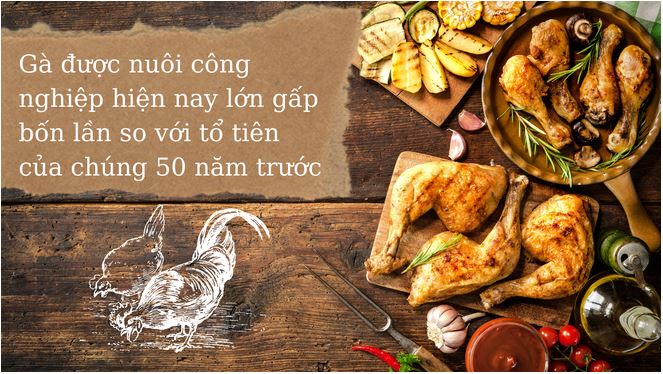 Gà được nuôi công
nghiệp hiện nay lớn gấp
bốn lần so với tổ tiên
của chúng 50 năm trước